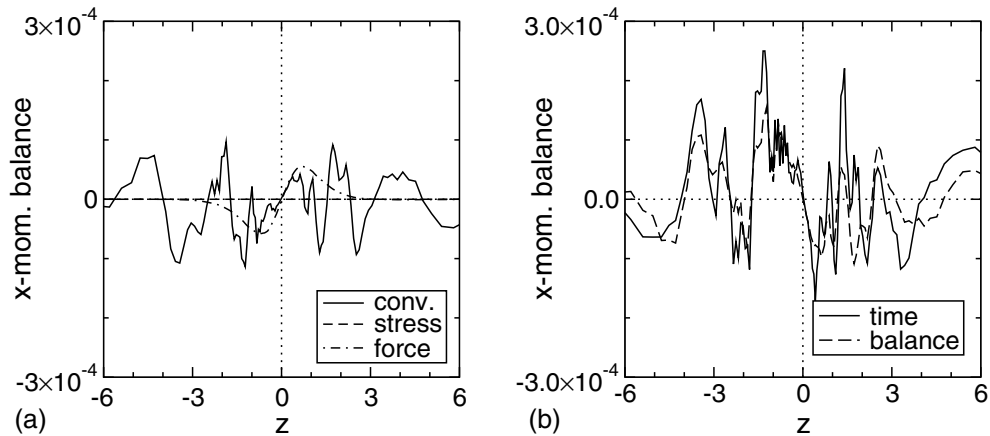 3×10⁻⁴
0
-3×10⁻⁴
x-mom. balance
conv.
stress
force
-6 -3 0 3 6
z
(a)
3.0×10⁻⁴
0.0
-3.0×10⁻⁴
x-mom. balance
time
balance
-6 -3 0 3 6
z
(b)